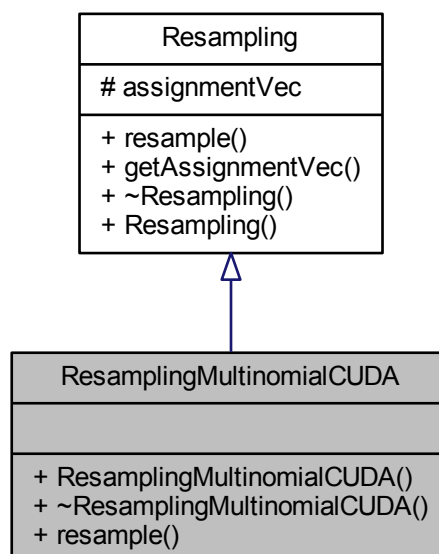 Resampling
# assignmentVec
+ resample()
+ getAssignmentVec()
+ ~Resampling()
+ Resampling()
ResamplingMultinomialCUDA
+ ResamplingMultinomialCUDA()
+ ~ResamplingMultinomialCUDA()
+ resample()